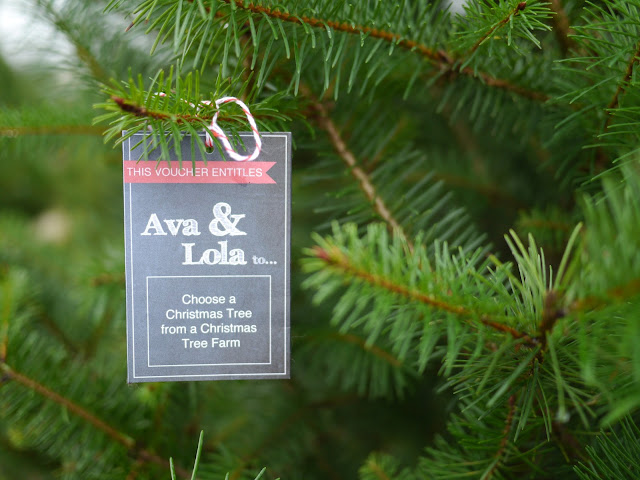 THIS VOUCHER ENTITLES
Ava &
Lola to...
Choose a
Christmas Tree
from a Christmas
Tree Farm